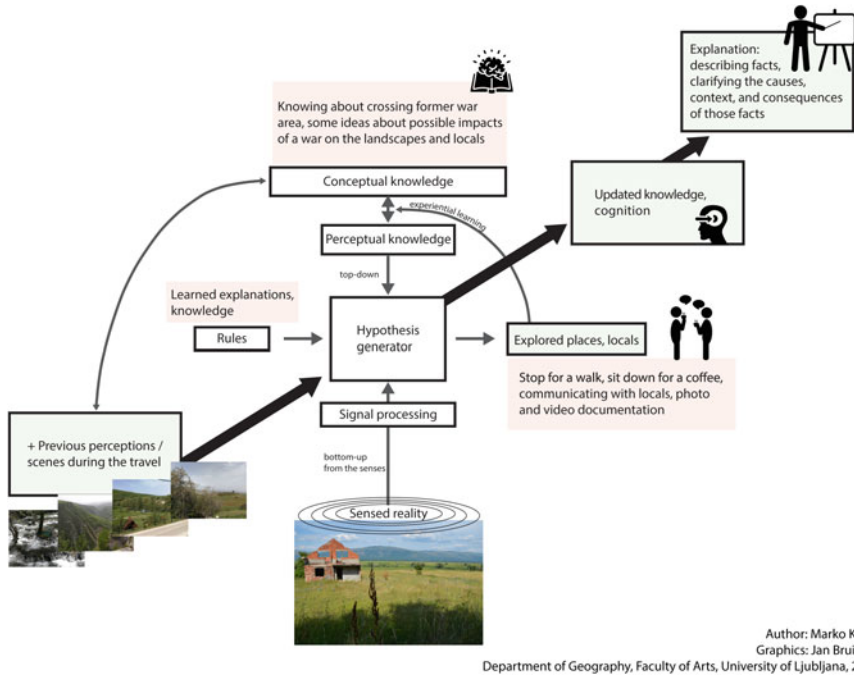 Explanation:
describing facts,
clarifying the causes,
context, and consequences
of those facts
Knowing about crossing former war
area, some ideas about possible impacts
of a war on the landscapes and locals
Conceptual knowledge
Updated knowledge,
cognition
experiential learning
Perceptual knowledge
top-down
Learned explanations,
knowledge
Rules
Hypothesis
generator
Explored places, locals
Stop for a walk, sit down for a coffee,
communicating with locals, photo
and video documentation
Signal processing
+ Previous perceptions /
scenes during the travel
bottom-up
from the senses
Sensed reality
Author: Marko K
Graphics: Jan Brui
Department of Geography, Faculty of Arts, University of Ljubljana, 2